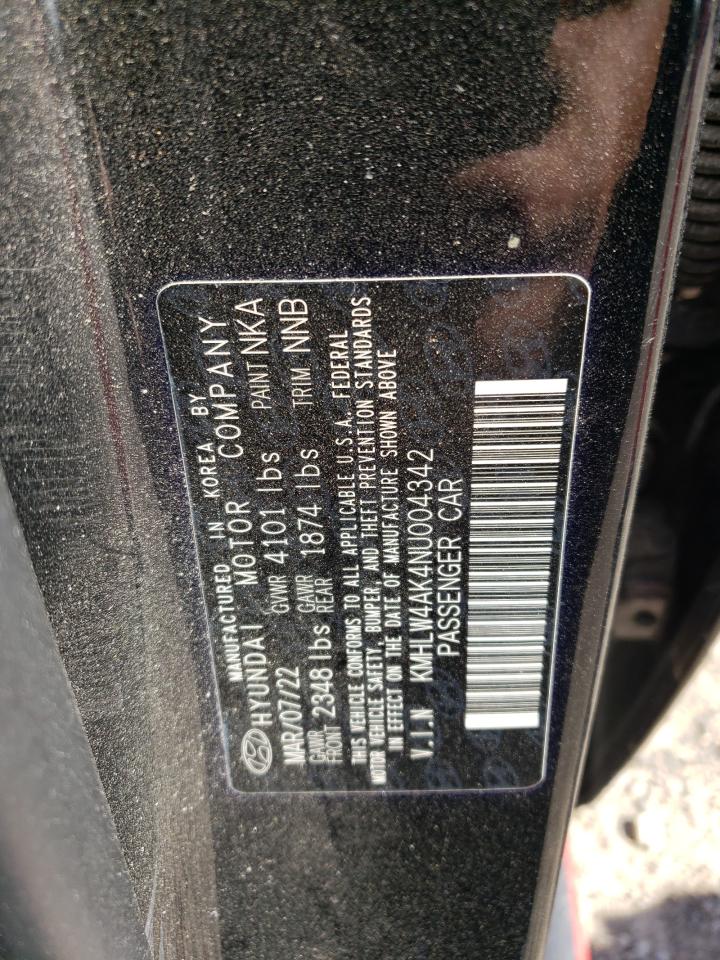 MANUFACTURED IN KOREA BY
HYUNDAI MOTOR COMPANY
MAR/07/22 GVWR 4101 lbs PAINT NKA
GAWR FRONT 2348 lbs GAWR REAR 1874 lbs TRIM NNB
THIS VEHICLE CONFORMS TO ALL APPLICABLE U.S.A. FEDERAL
MOTOR VEHICLE SAFETY, BUMPER, AND THEFT PREVENTION STANDARDS
IN EFFECT ON THE DATE OF MANUFACTURE SHOWN ABOVE
V.I.N KMHLW4AK4NU004342
PASSENGER CAR